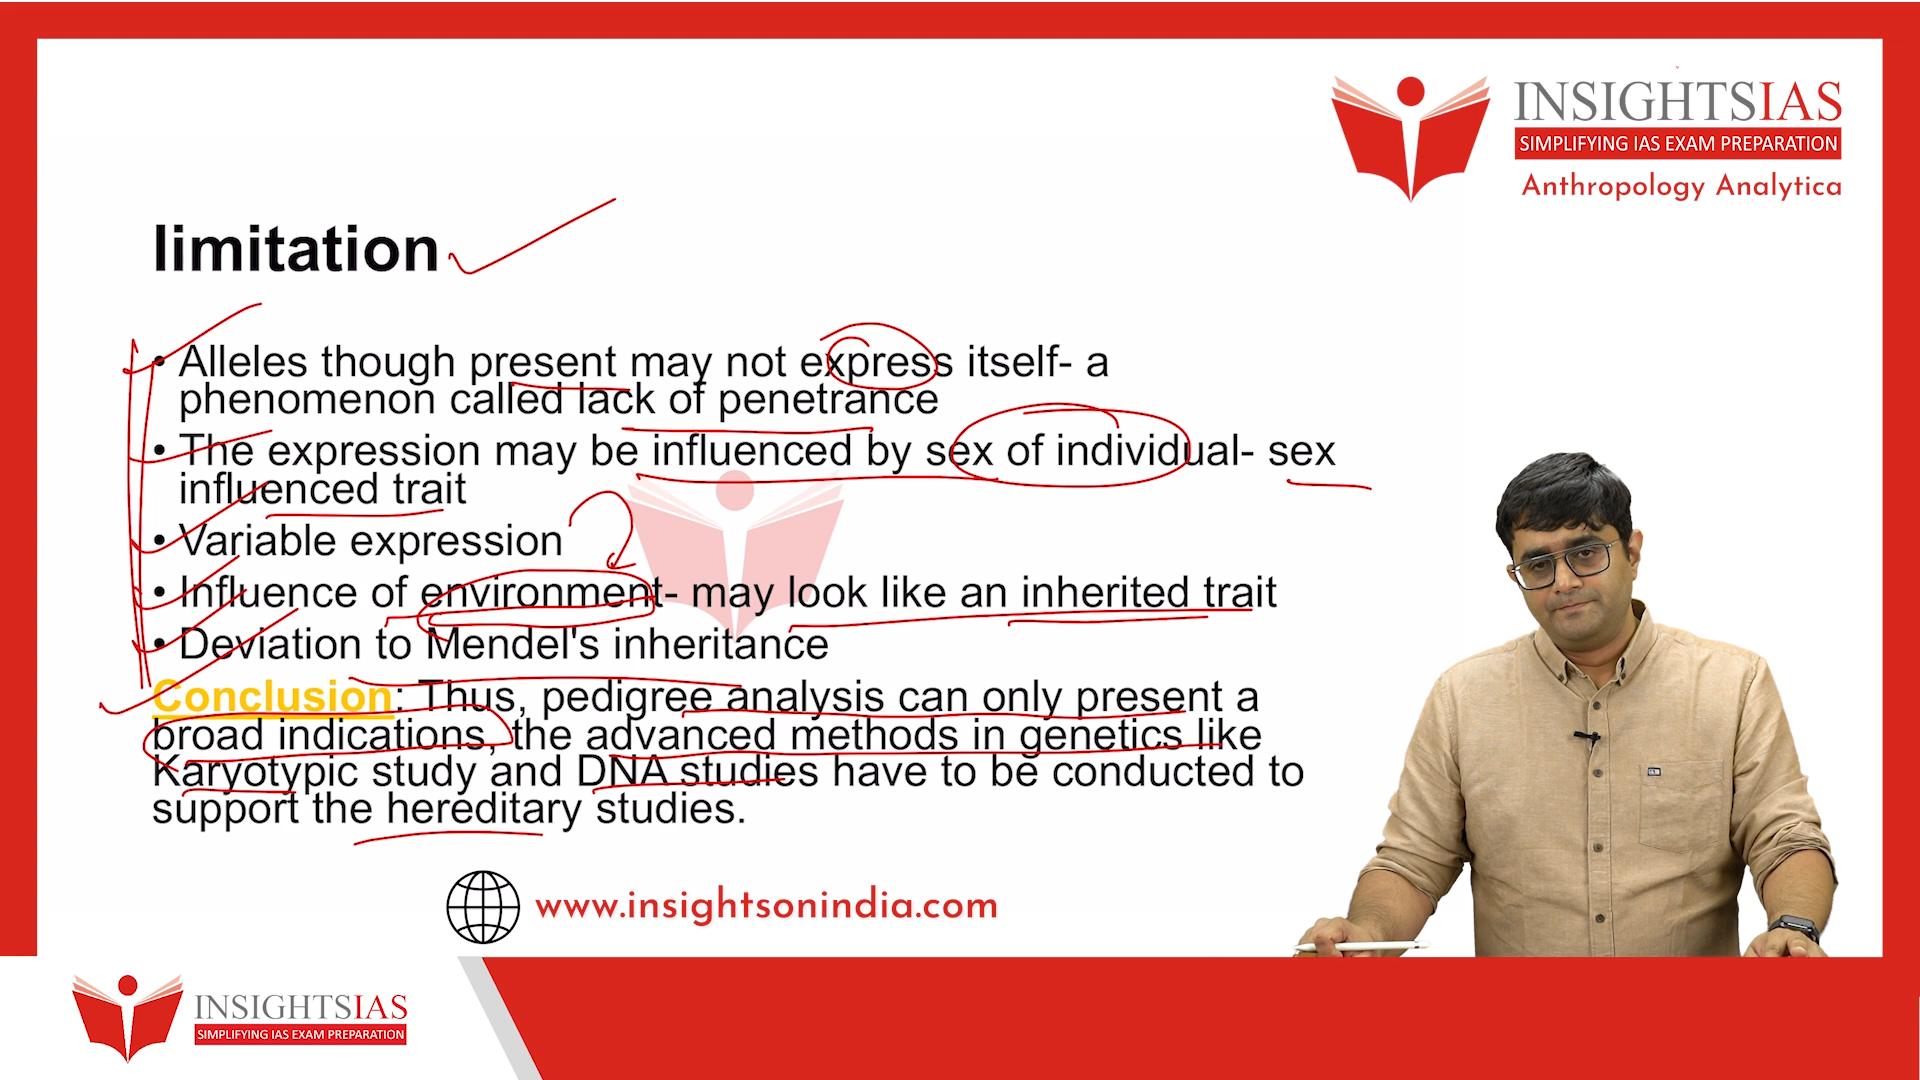 INSIGHTSIAS
SIMPLIFYING IAS EXAM PREPARATION
Anthropology Analytica
limitation
• Alleles though present may not express itself- a
phenomenon called lack of penetrance
• The expression may be influenced by sex of individual- sex
influenced trait
• Variable expression
• Influence of environment- may look like an inherited trait
• Deviation to Mendel's inheritance
Conclusion: Thus, pedigree analysis can only present a
broad indications, the advanced methods in genetics like
Karyotypic study and DNA studies have to be conducted to
support the hereditary studies.
www.insightsonindia.com
INSIGHTSIAS
SIMPLIFYING IAS EXAM PREPARATION